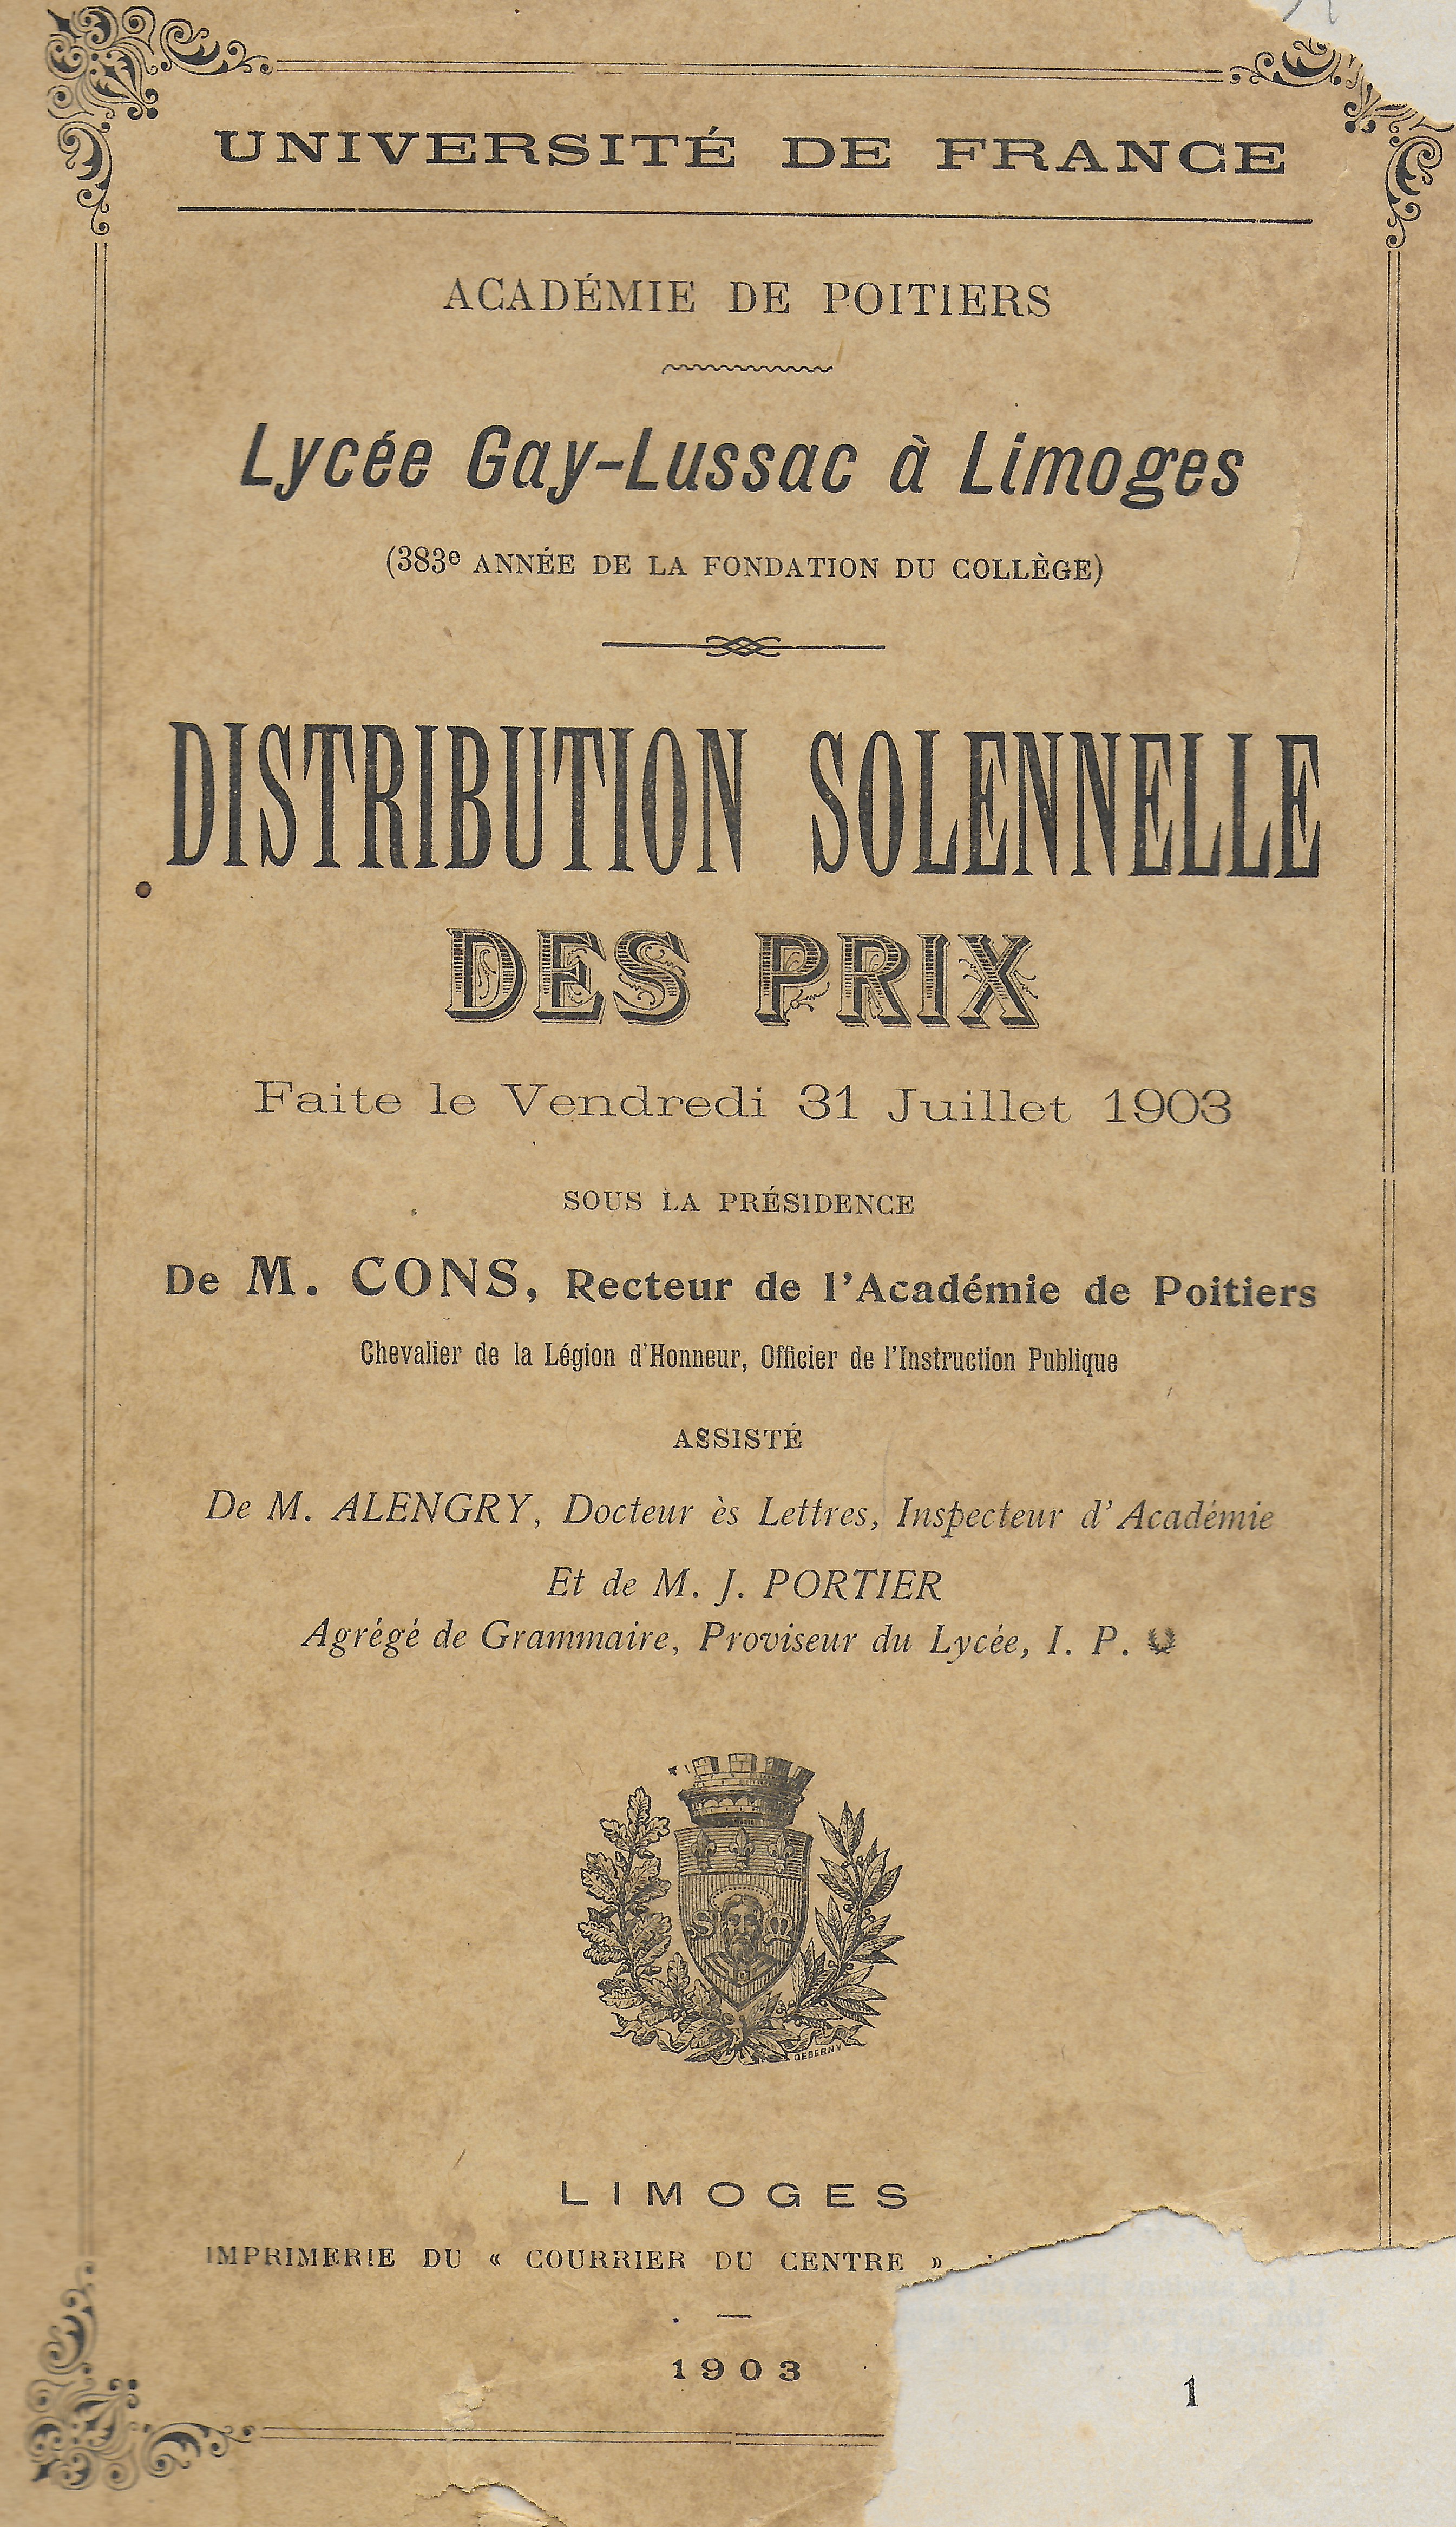 UNIVERSITÉ DE FRANCE
ACADÉMIE DE POITIERS
Lycée Gay-Lussac à Limoges
(383e ANNÉE DE LA FONDATION DU COLLÈGE)
DISTRIBUTION SOLENNELLE
DES PRIX
Faite le Vendredi 31 Juillet 1903
SOUS LA PRÉSIDENCE
De M. CONS, Recteur de l'Académie de Poitiers
Chevalier de la Légion d'Honneur, Officier de l'Instruction Publique
ASSISTÉ
De M. ALENGRY, Docteur ès Lettres, Inspecteur d'Académie
Et de M. J. PORTIER
Agrégé de Grammaire, Proviseur du Lycée, I. P.
S M
DEBERNY
LIMOGES
IMPRIMERIE DU « COURRIER DU CENTRE »
1903
1